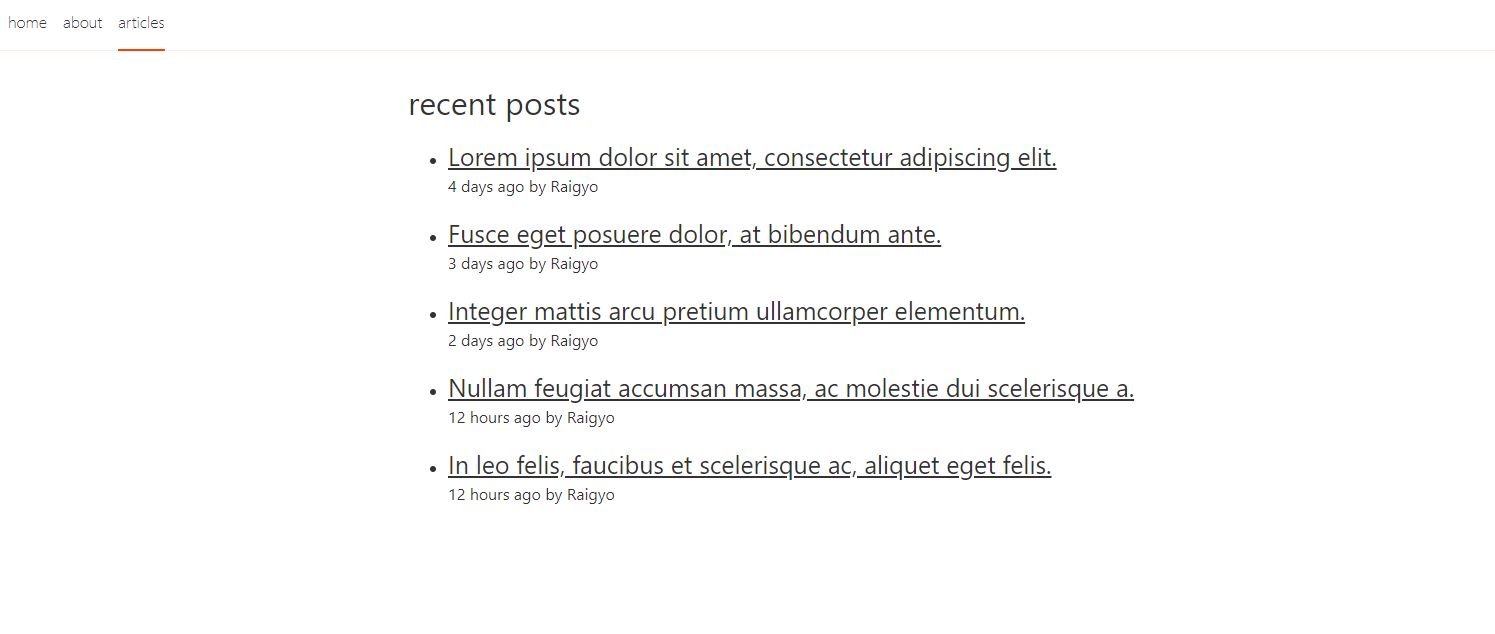 home about articles
recent posts
Lorem ipsum dolor sit amet, consectetur adipiscing elit.
4 days ago by Raigyo
Fusce eget posuere dolor, at bibendum ante.
3 days ago by Raigyo
Integer mattis arcu pretium ullamcorper elementum.
2 days ago by Raigyo
Nullam feugiat accumsan massa, ac molestie dui scelerisque a.
12 hours ago by Raigyo
In leo felis, faucibus et scelerisque ac, aliquet eget felis.
12 hours ago by Raigyo